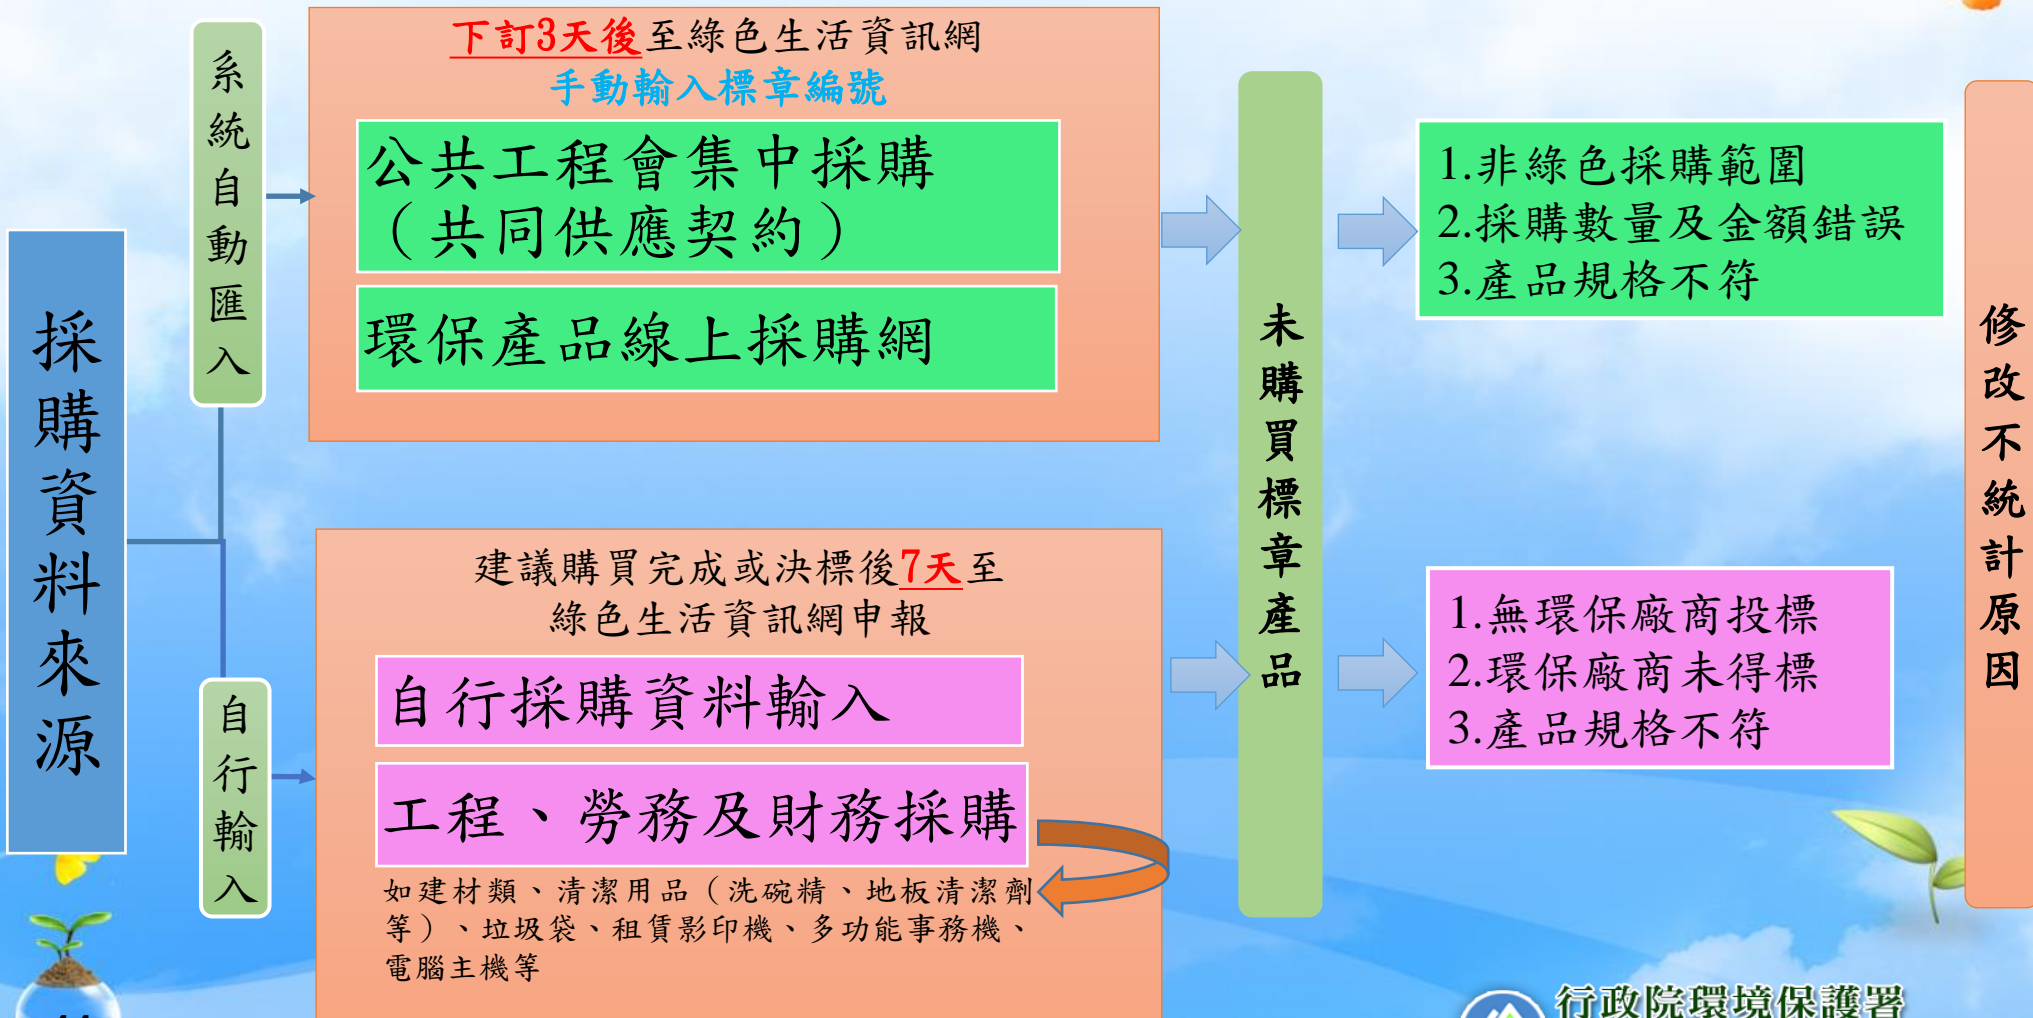 採購資料來源
系統自動匯入
下訂3天後至綠色生活資訊網
手動輸入標章編號
公共工程會集中採購
（共同供應契約）
環保產品線上採購網
自行輸入
建議購買完成或決標後7天至
綠色生活資訊網申報
自行採購資料輸入
工程、勞務及財務採購
如建材類、清潔用品（洗碗精、地板清潔劑
等）、垃圾袋、租賃影印機、多功能事務機、
電腦主機等
未購買標章產品
1.非綠色採購範圍
2.採購數量及金額錯誤
3.產品規格不符
1.無環保廠商投標
2.環保廠商未得標
3.產品規格不符
修改不統計原因
行政院環境保護署